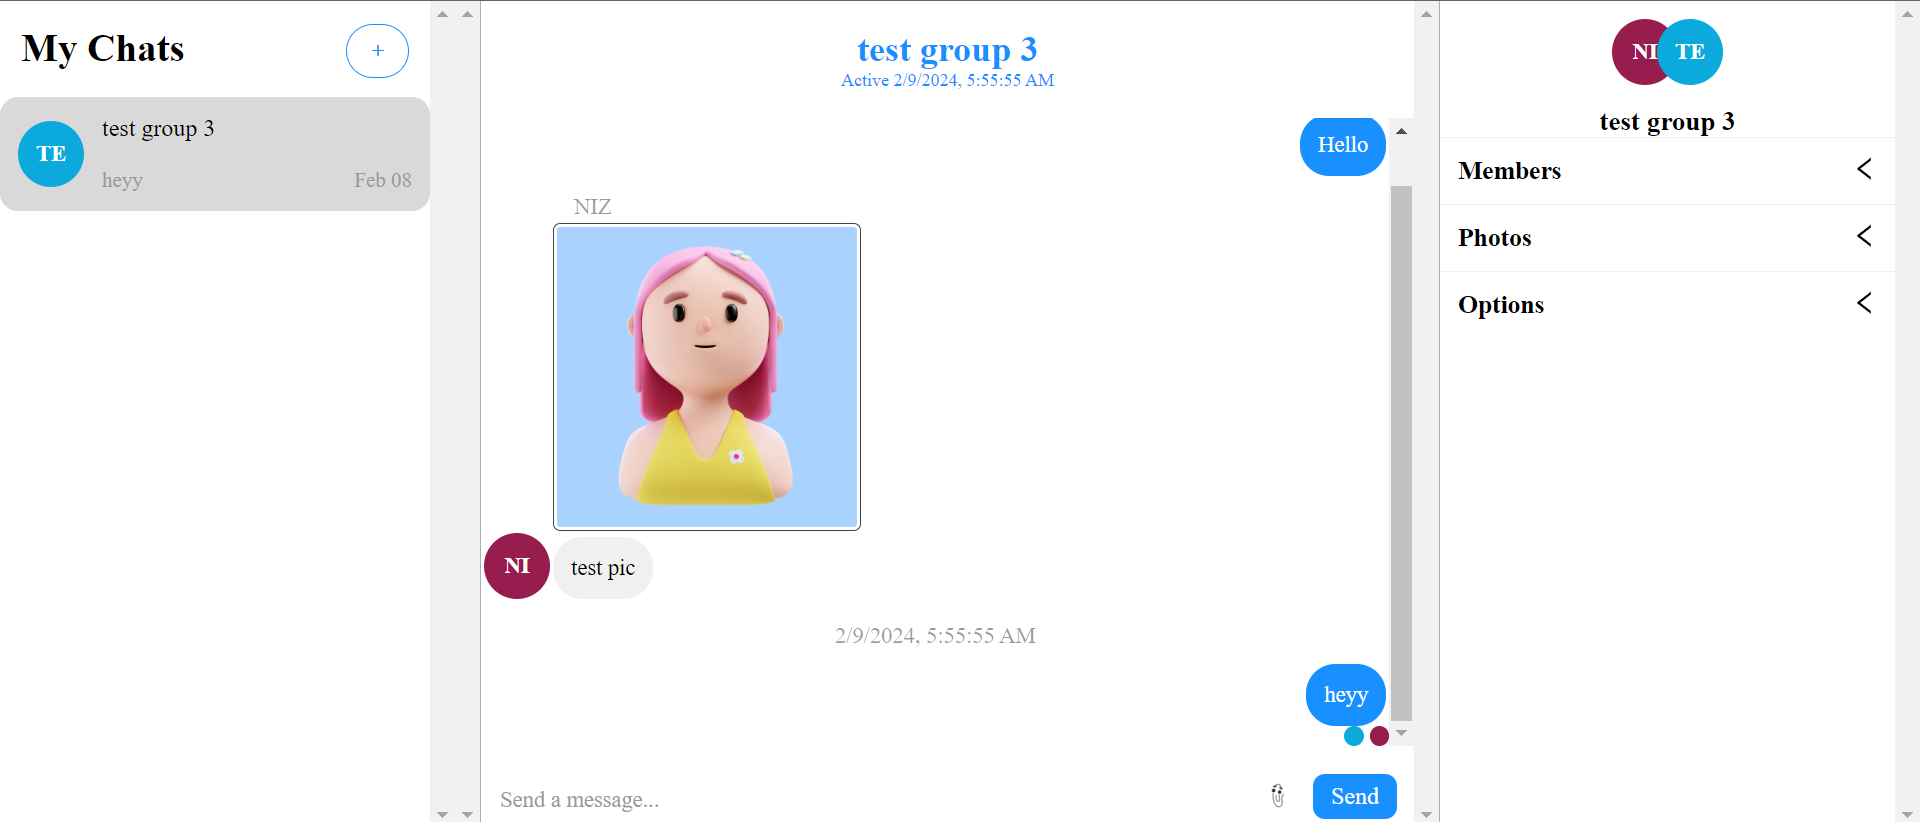 My Chats
+
TE
test group 3
heyy
Feb 08
test group 3
Active 2/9/2024, 5:55:55 AM
Hello
NIZ
NI
test pic
2/9/2024, 5:55:55 AM
heyy
Send a message...
Send
NI
TE
test group 3
Members
Photos
Options